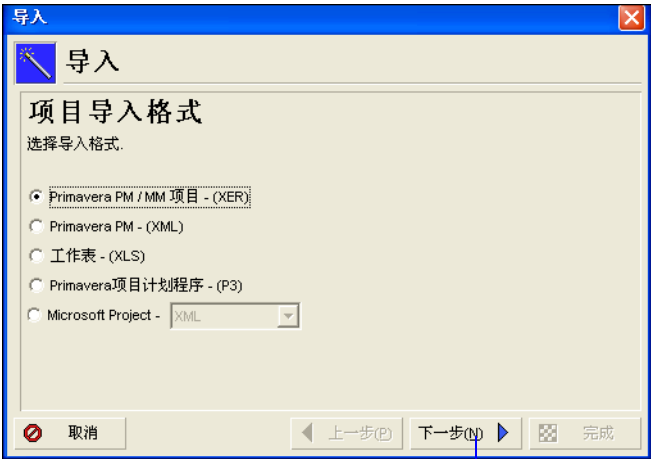 导入
导入
项目导入格式
选择导入格式.
Primavera PM / MM 项目 - (XER)
Primavera PM - (XML)
工作表 - (XLS)
Primavera项目计划程序 - (P3)
Microsoft Project - XML
取消 上一步(P) 下一步(N) 完成